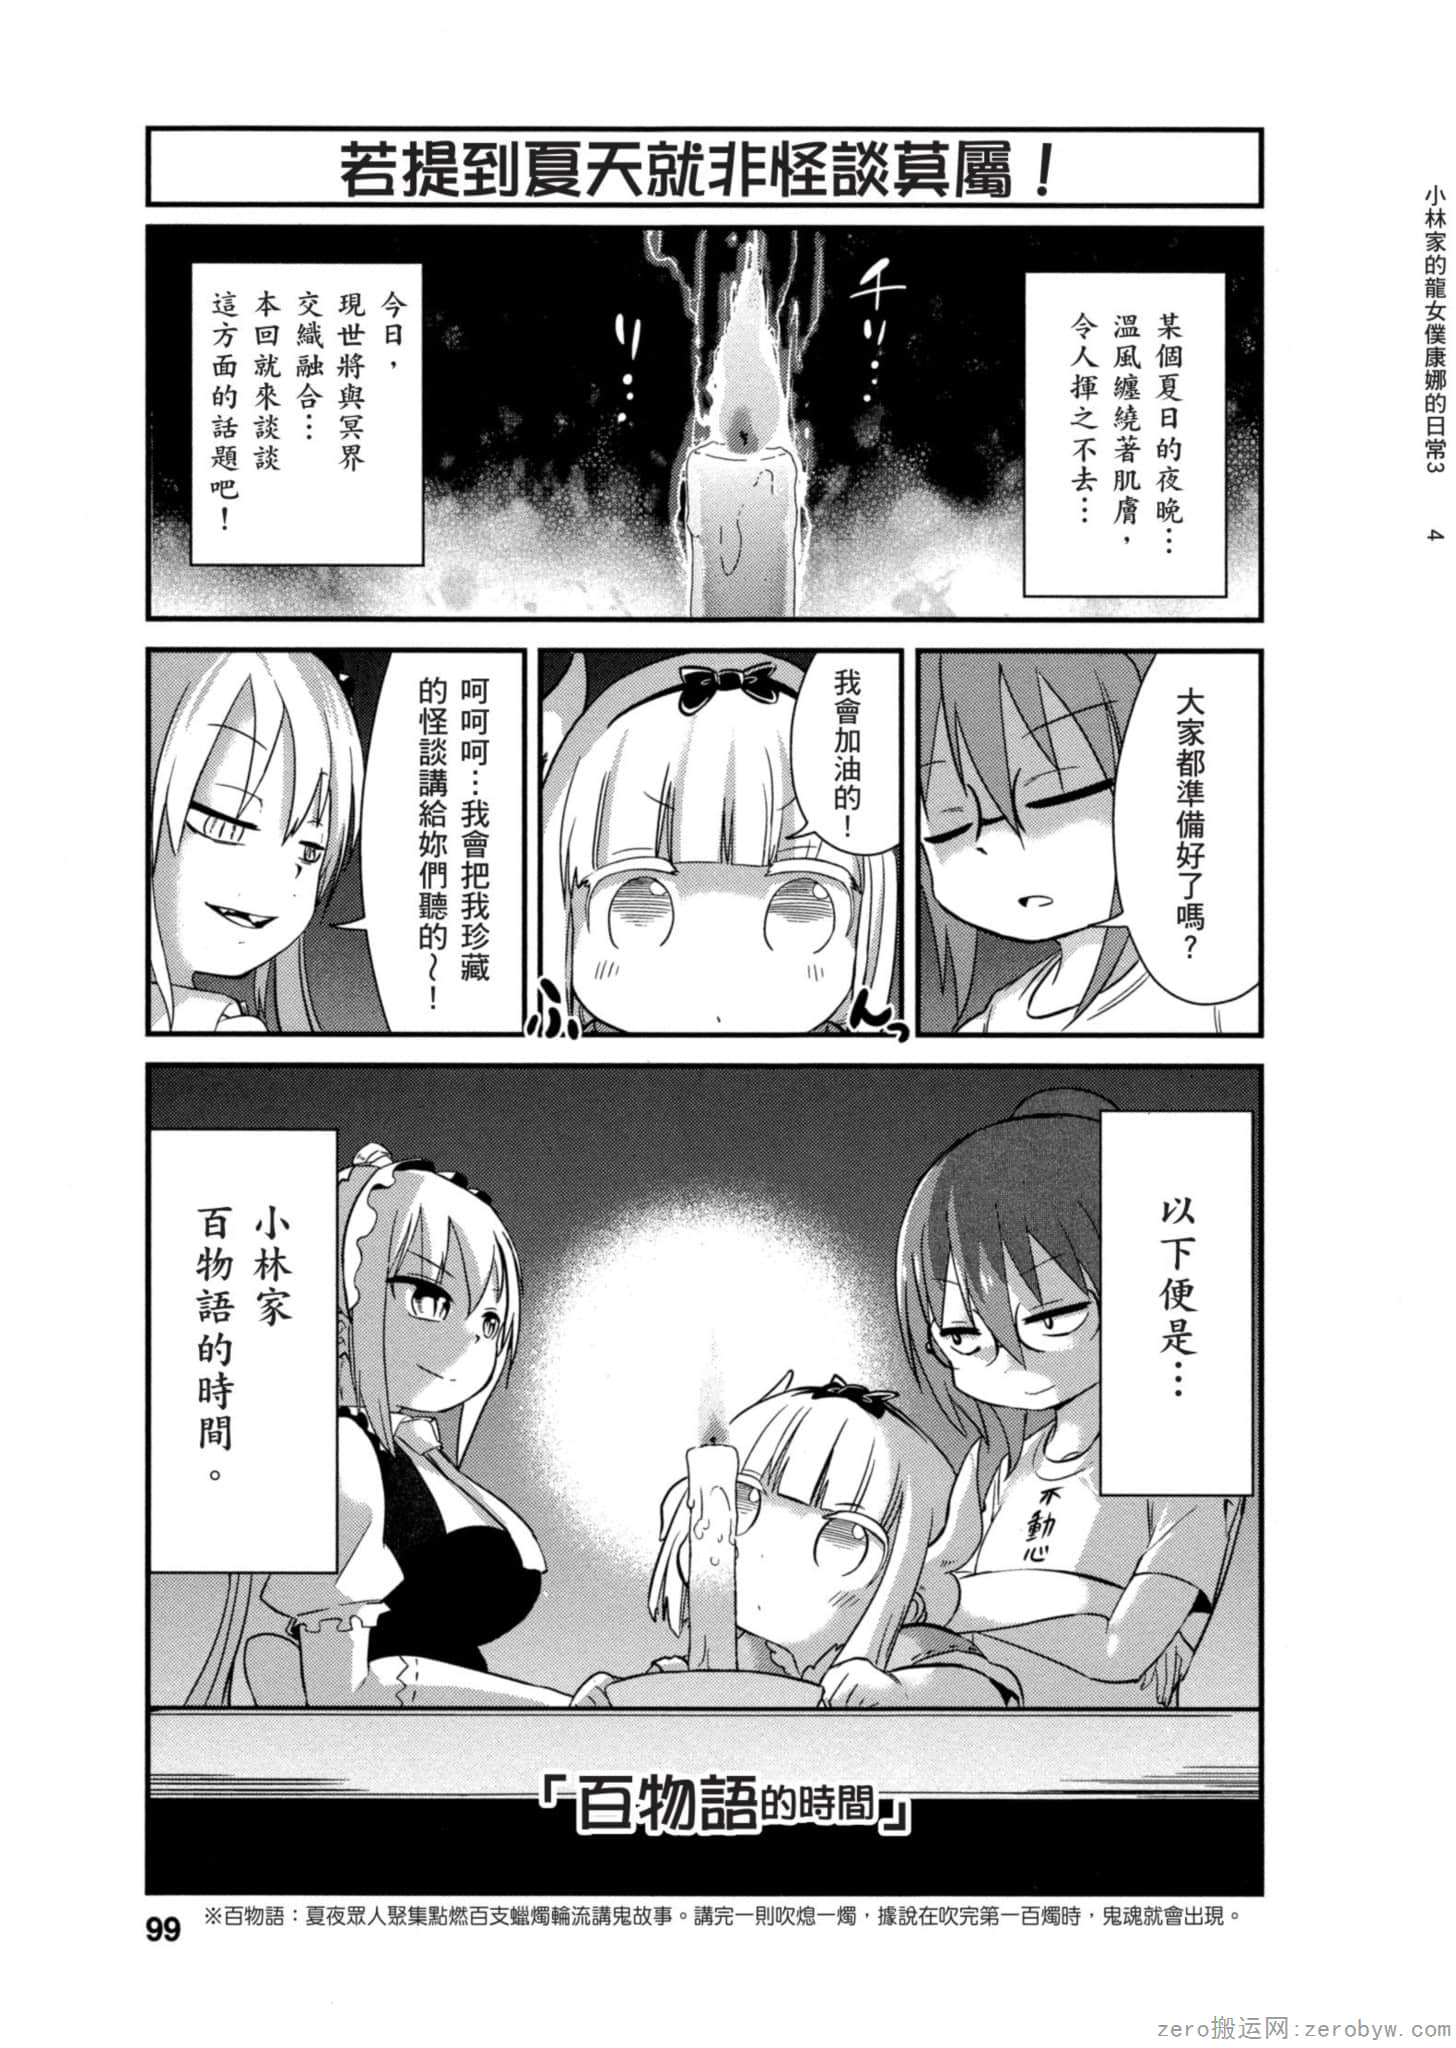 若提到夏天就非怪談莫屬！
小林家的龍女僕康娜的日常3 4
某個夏日的夜晚…
溫風纏繞著肌膚，
令人揮之不去…
チリ…
リ…
今日，
現世將與冥界
交織融合…
本回就來談談
這方面的話題吧！
大家都準備好了嗎？
我會加油的！
ふぃ
んっ
呵呵呵…我會把我珍藏
的怪談講給妳們聽的～！
以下便是…
不動心
小林家
百物語的時間。
「百物語的時間」
※百物語：夏夜眾人聚集點燃百支蠟燭輪流講鬼故事。講完一則吹熄一燭，據說在吹完第一百燭時，鬼魂就會出現。
99
zero搬运网:zerobyw.com